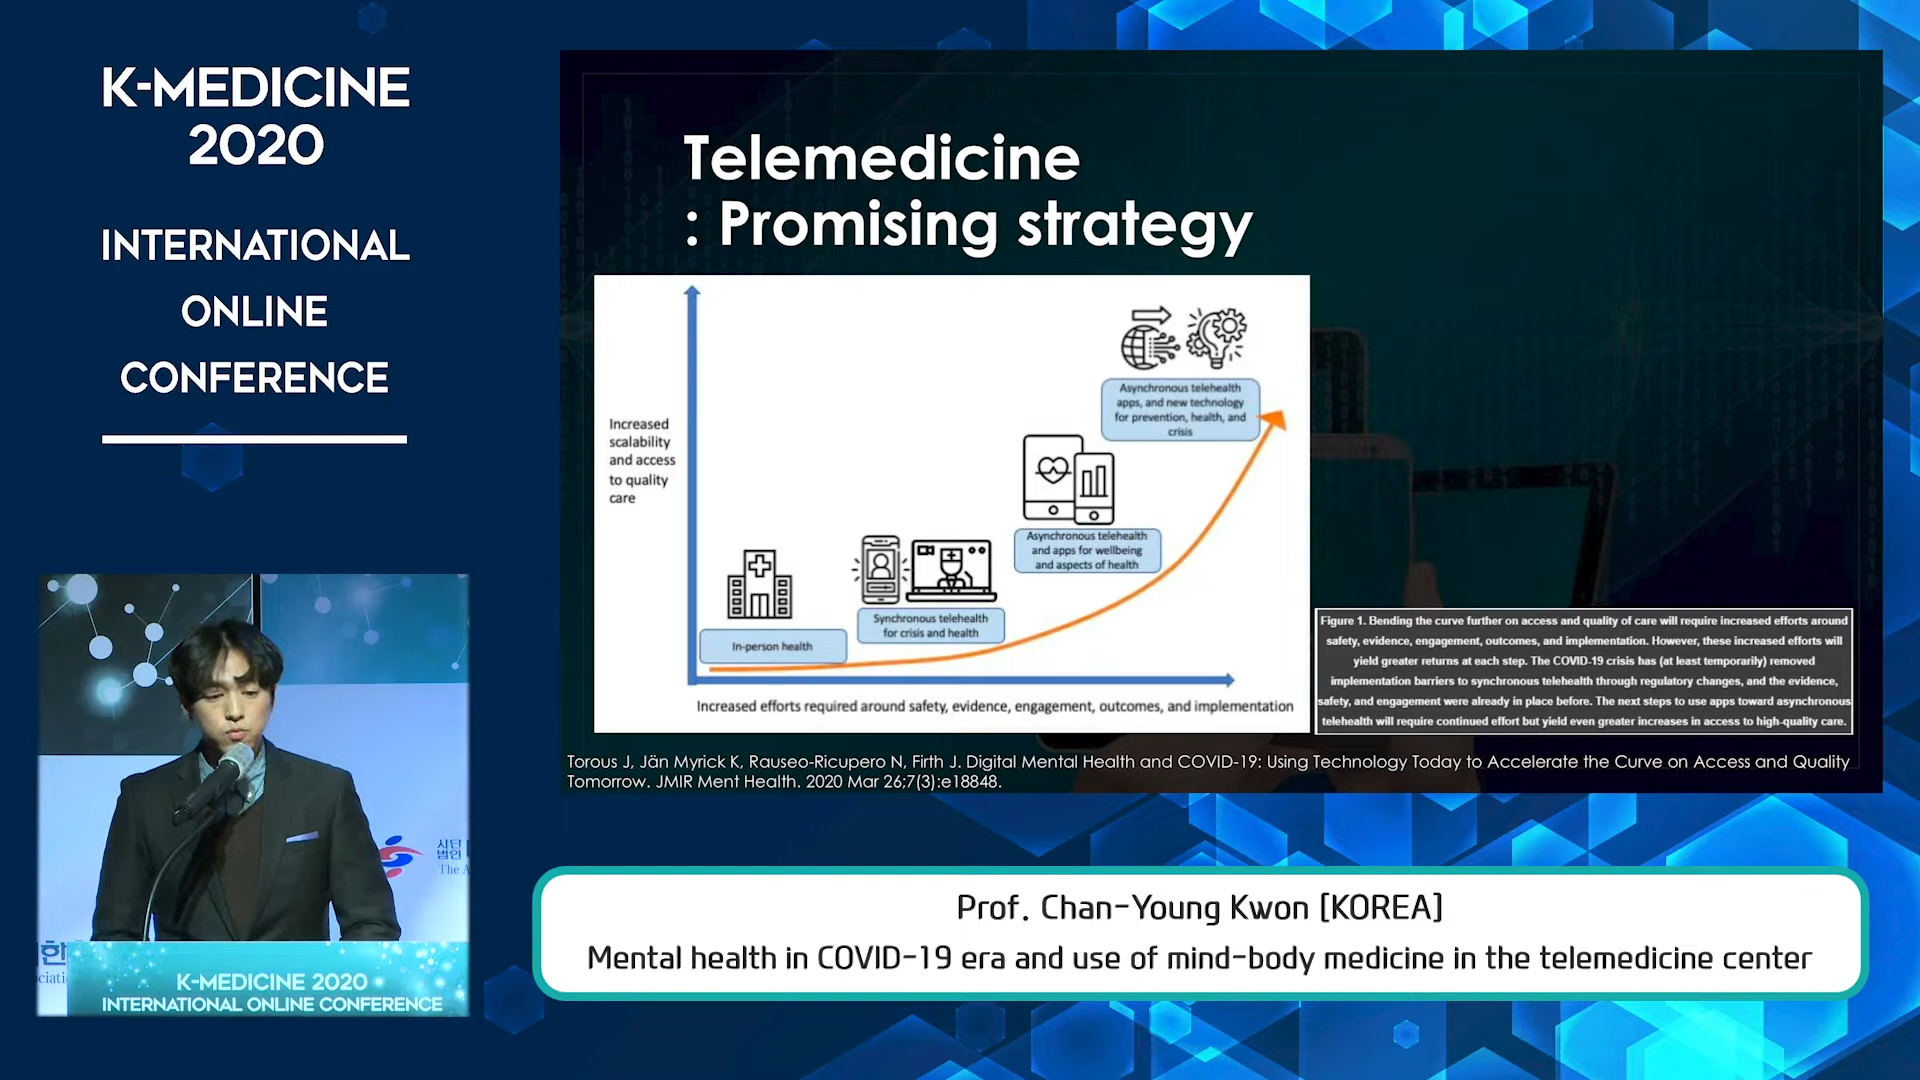 K-MEDICINE
2020
INTERNATIONAL
ONLINE
CONFERENCE
Telemedicine
: Promising strategy
Increased
scalability
and access
to quality
care
In-person health
Synchronous telehealth
for crisis and health
Asynchronous telehealth
and apps for wellbeing
and aspects of health
Asynchronous telehealth
apps, and new technology
for prevention, health, and
crisis
Increased efforts required around safety, evidence, engagement, outcomes, and implementation
Figure 1. Bending the curve further on access and quality of care will require increased efforts around
safety, evidence, engagement, outcomes, and implementation. However, these increased efforts will
yield greater returns at each step. The COVID-19 crisis has (at least temporarily) removed
implementation barriers to synchronous telehealth through regulatory changes, and the evidence,
safety, and engagement were already in place before. The next steps to use apps toward asynchronous
telehealth will require continued effort but yield even greater increases in access to high-quality care.
Torous J, Jän Myrick K, Rauseo-Ricupero N, Firth J. Digital Mental Health and COVID-19: Using Technology Today to Accelerate the Curve on Access and Quality
Tomorrow. JMIR Ment Health. 2020 Mar 26;7(3):e18848.
사단
법인
The A
한
ciati
K-MEDICINE 2020
INTERNATIONAL ONLINE CONFERENCE
Prof. Chan-Young Kwon [KOREA]
Mental health in COVID-19 era and use of mind-body medicine in the telemedicine center